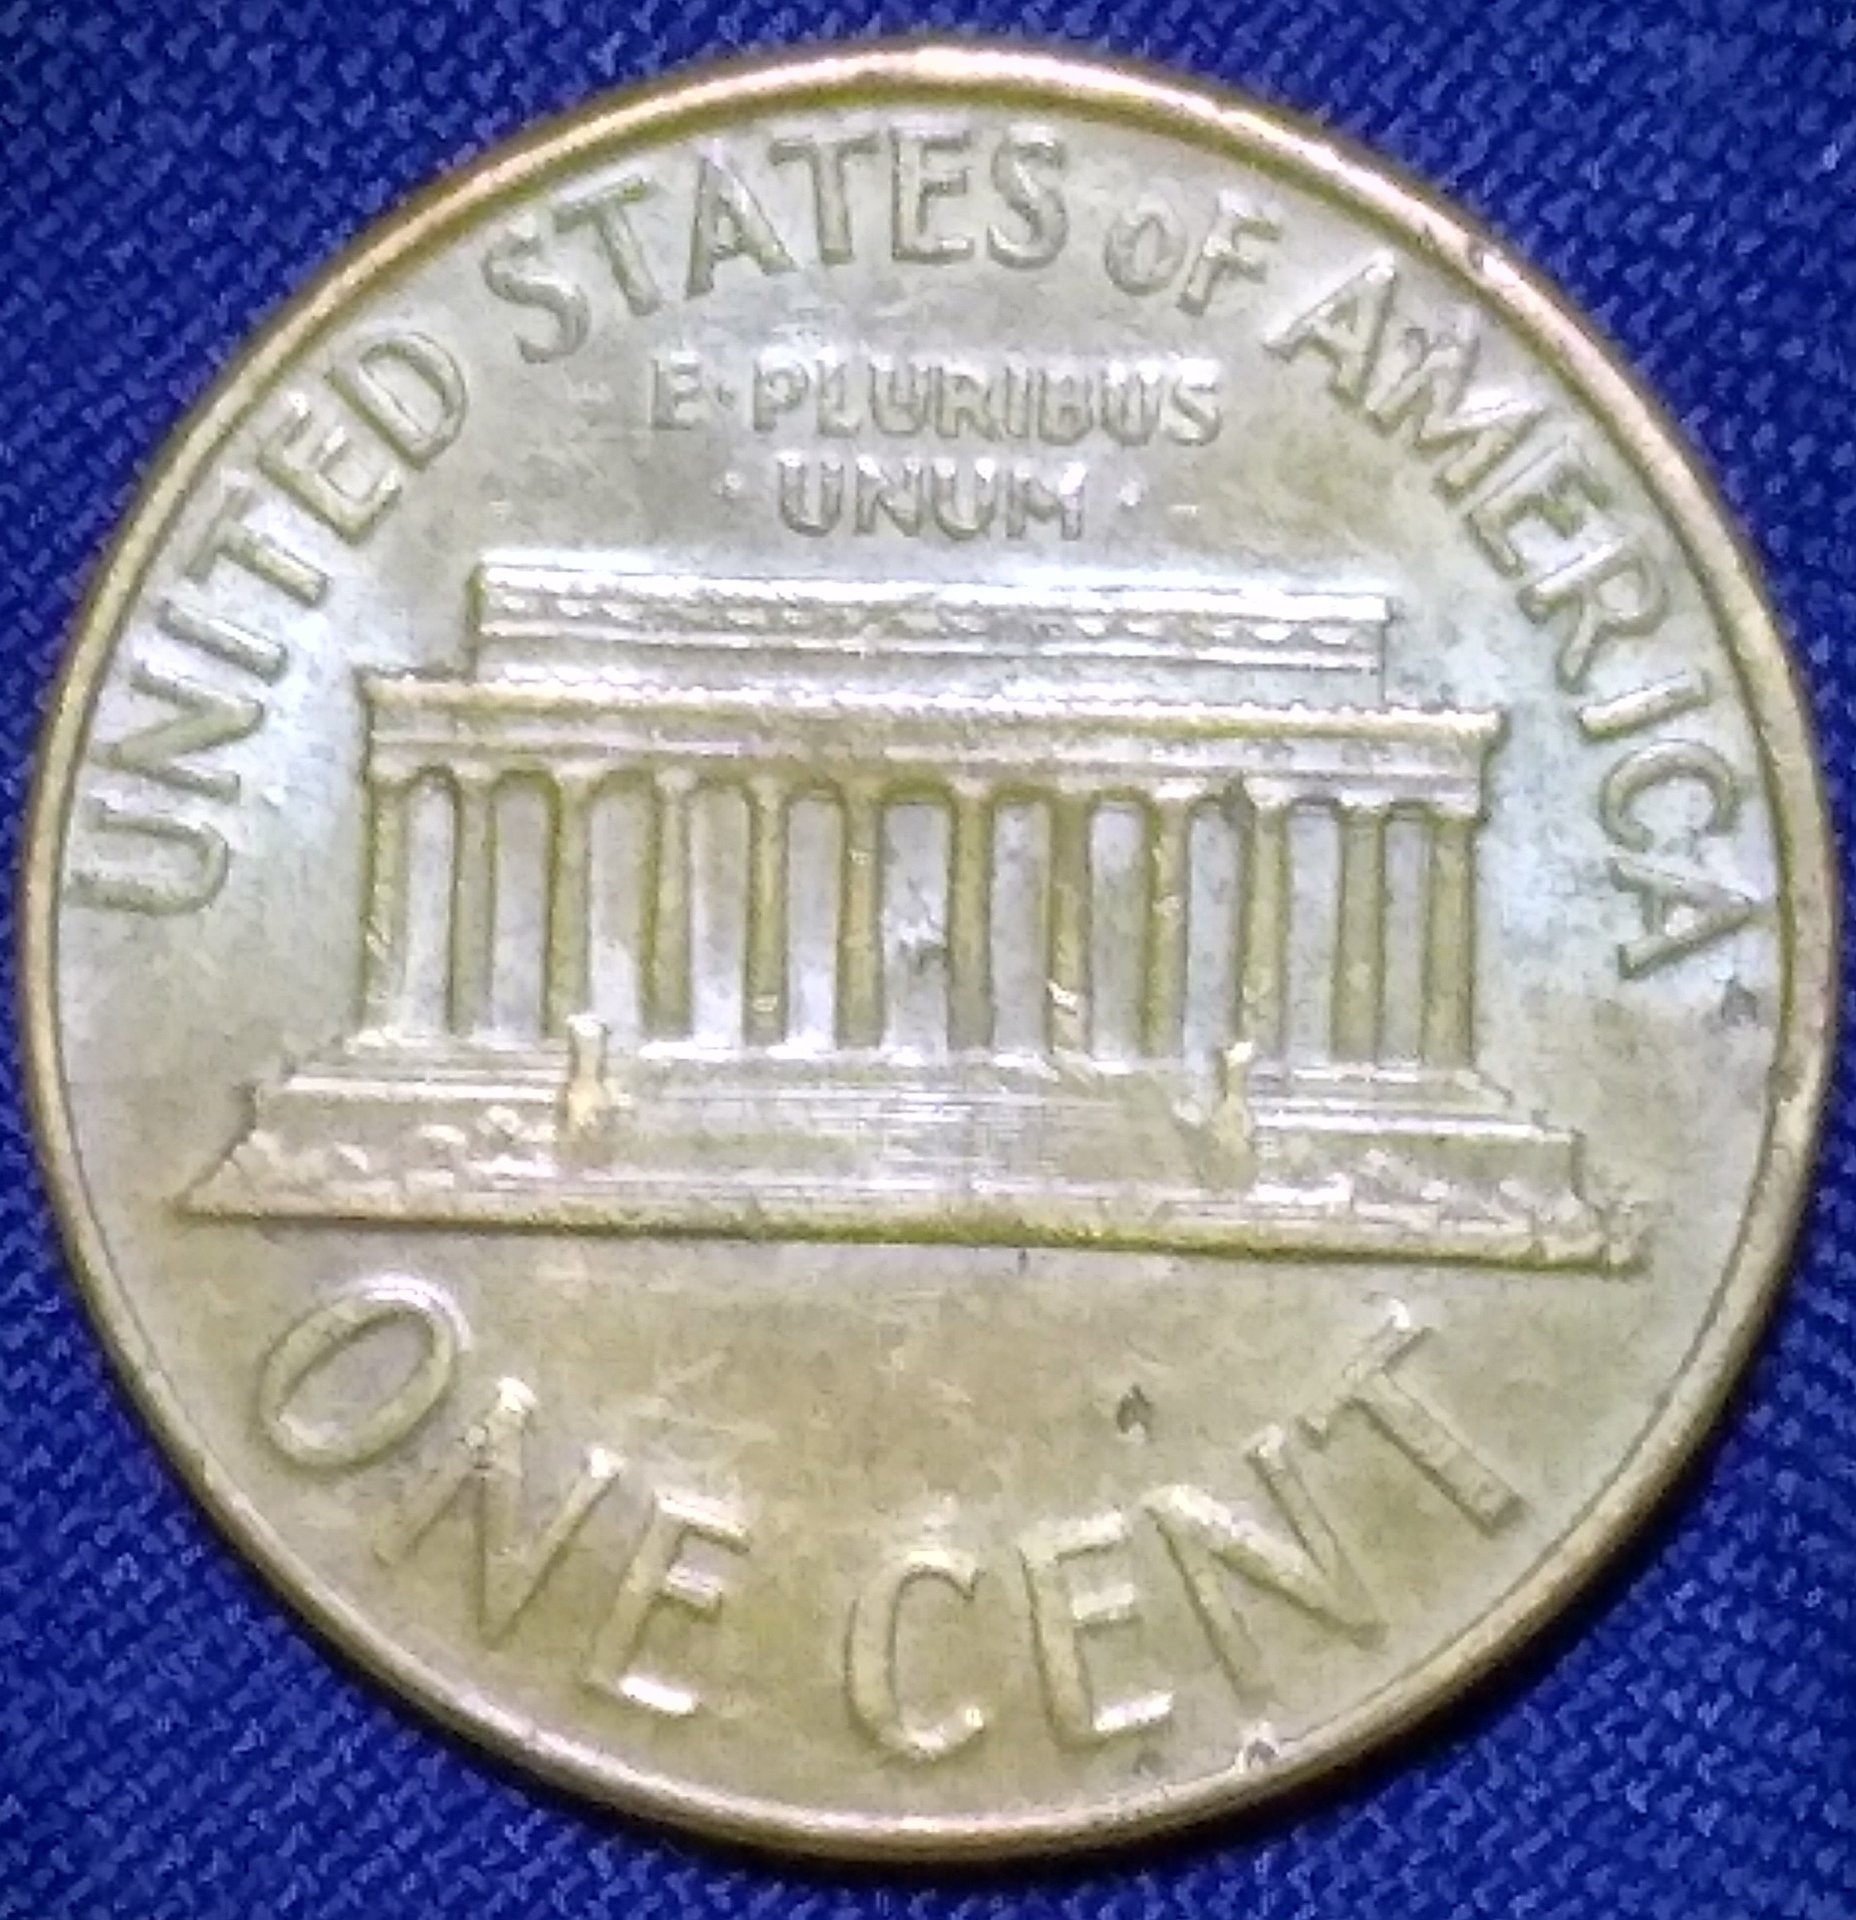 UNITED STATES OF AMERICA
E·PLURIBUS
·UNUM·
ONE CENT